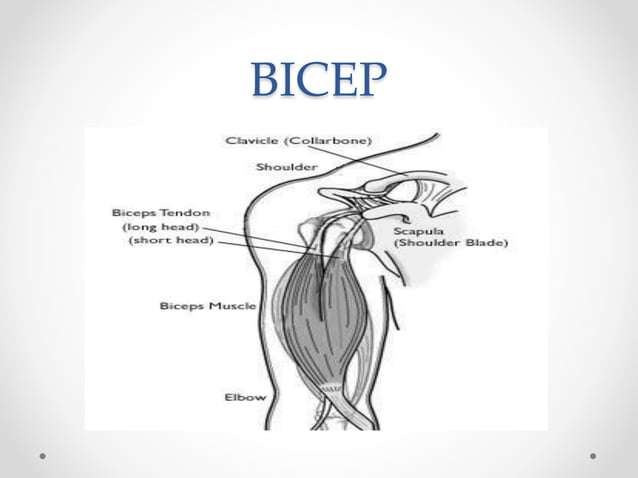 BICEP
Clavicle (Collarbone)
Shoulder
Biceps Tendon
(long head)
(short head)
Scapula
(Shoulder Blade)
Biceps Muscle
Elbow